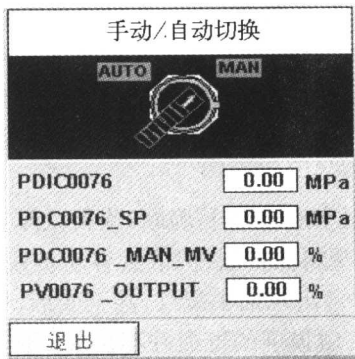 手动/自动切换
AUTO MAN
PDIC0076 0.00 MPa
PDC0076_SP 0.00 MPa
PDC0076 _MAN_MV 0.00 %
PV0076 _OUTPUT 0.00 %
退出